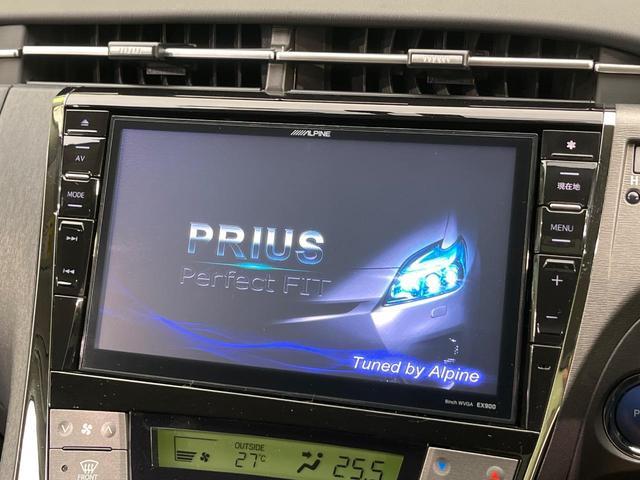 ALPINE
AV
MODE
現在地
MENU
PRIUS
Perfect FIT
Tuned by Alpine
8inch WVGA EX900
OUTSIDE
27°C
25.5
FRONT
H